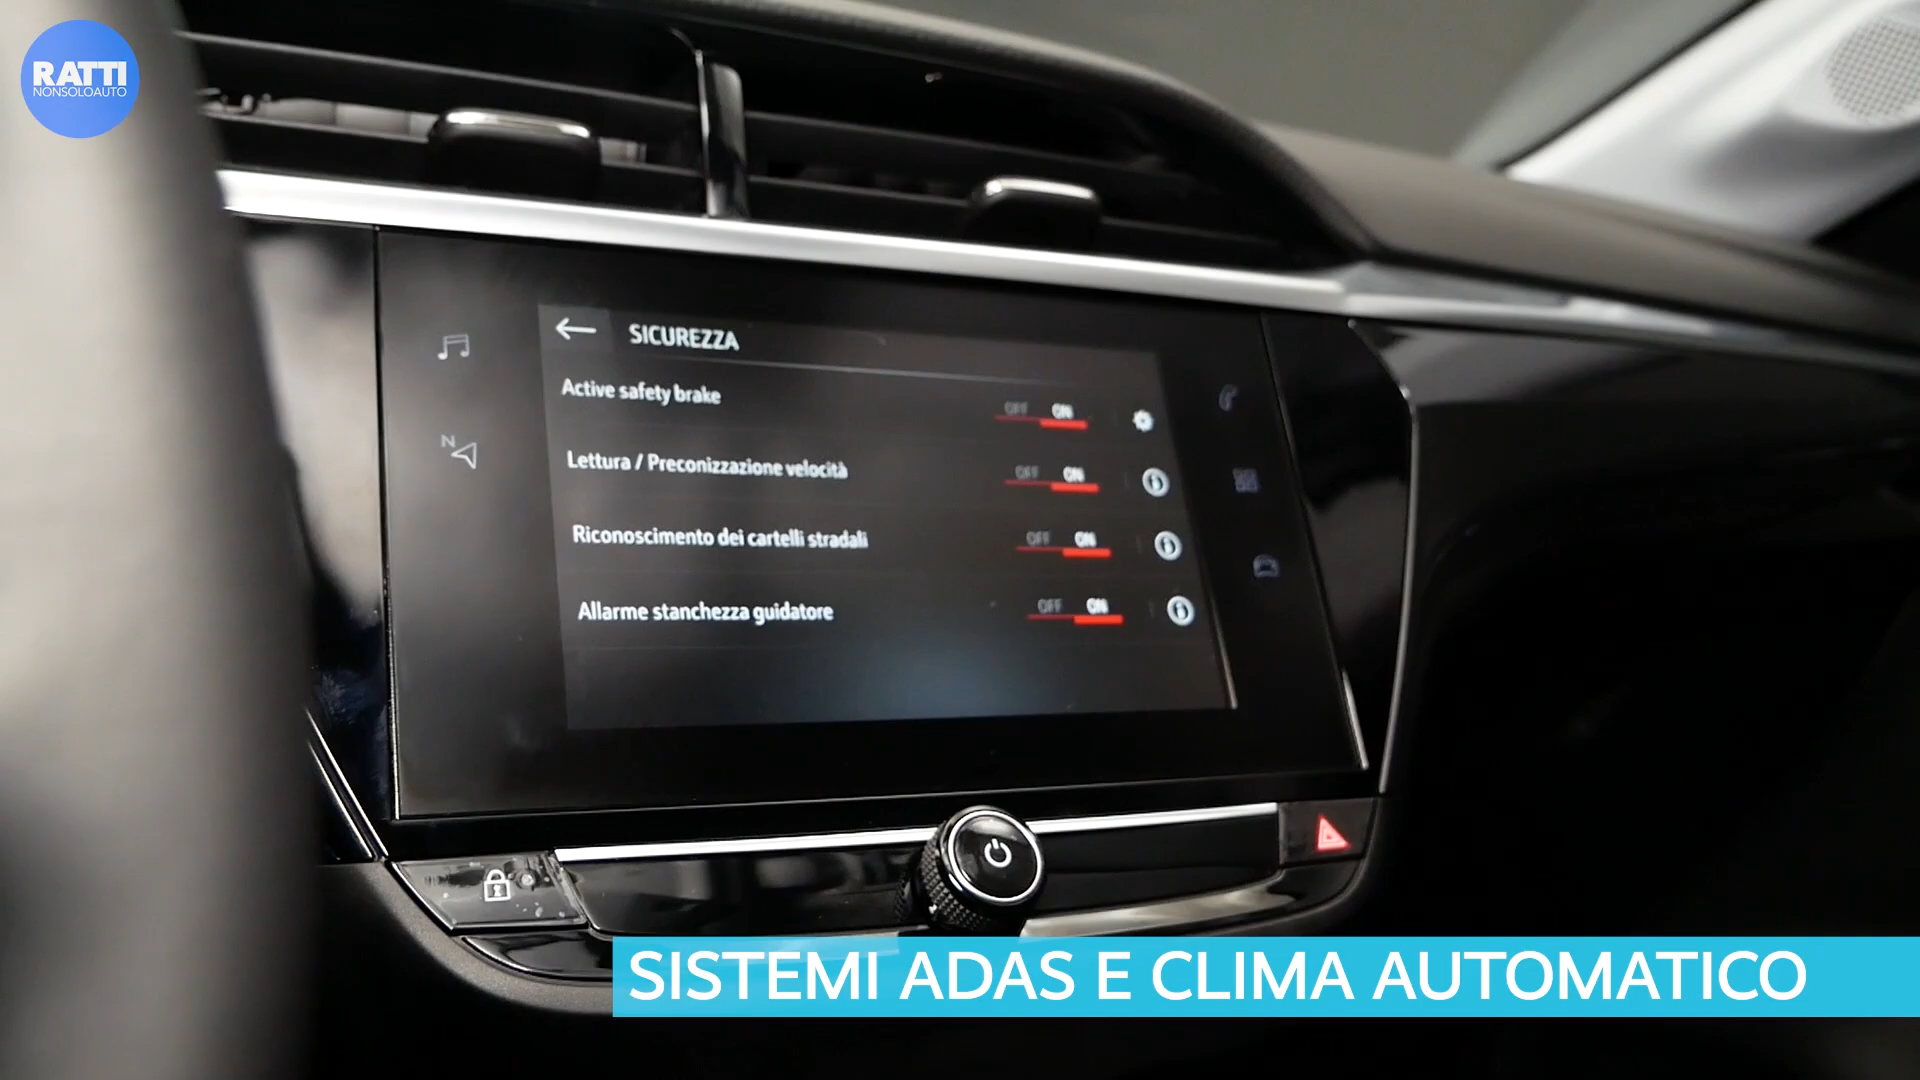 RATTI
NONSOLOAUTO
SICUREZZA
Active safety brake
OFF ON
Lettura / Preconizzazione velocità
OFF ON
Riconoscimento dei cartelli stradali
OFF ON
Allarme stanchezza guidatore
OFF ON
N
SISTEMI ADAS E CLIMA AUTOMATICO